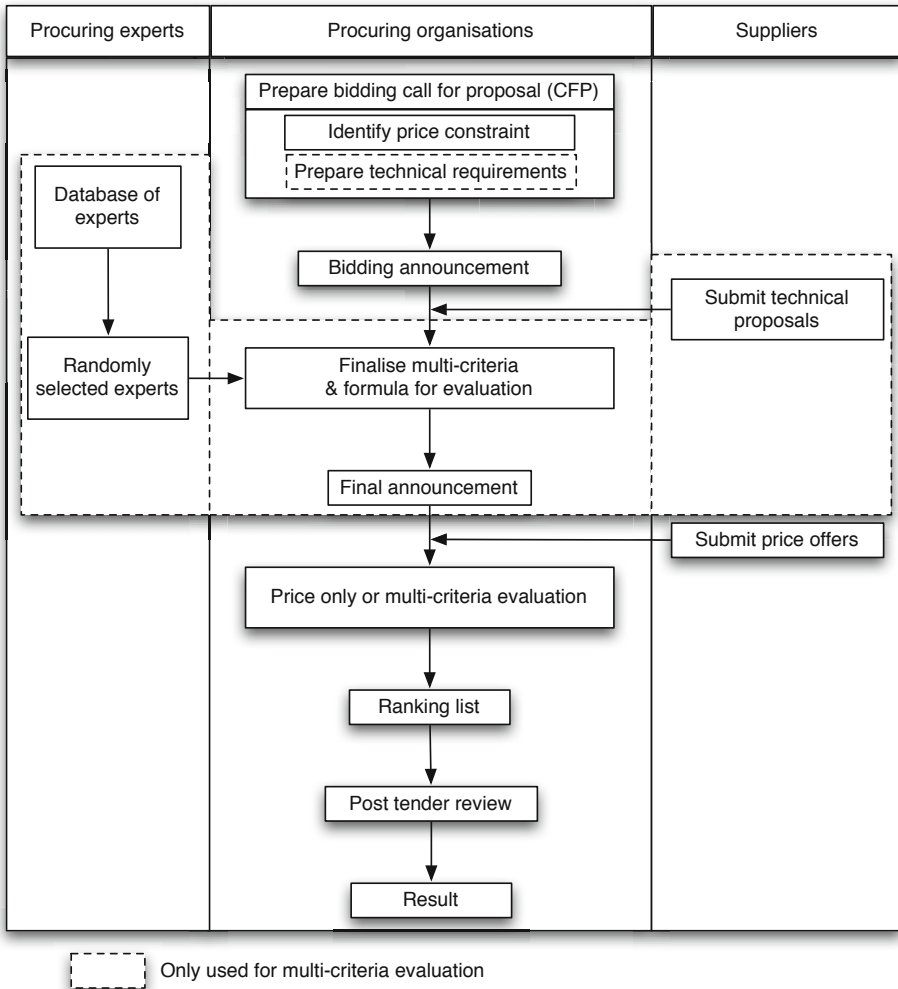 Procuring experts
Procuring organisations
Suppliers
Prepare bidding call for proposal (CFP)
Identify price constraint
Prepare technical requirements
Database of
experts
Bidding announcement
Submit technical
proposals
Randomly
selected experts
Finalise multi-criteria
& formula for evaluation
Final announcement
Submit price offers
Price only or multi-criteria evaluation
Ranking list
Post tender review
Result
Only used for multi-criteria evaluation